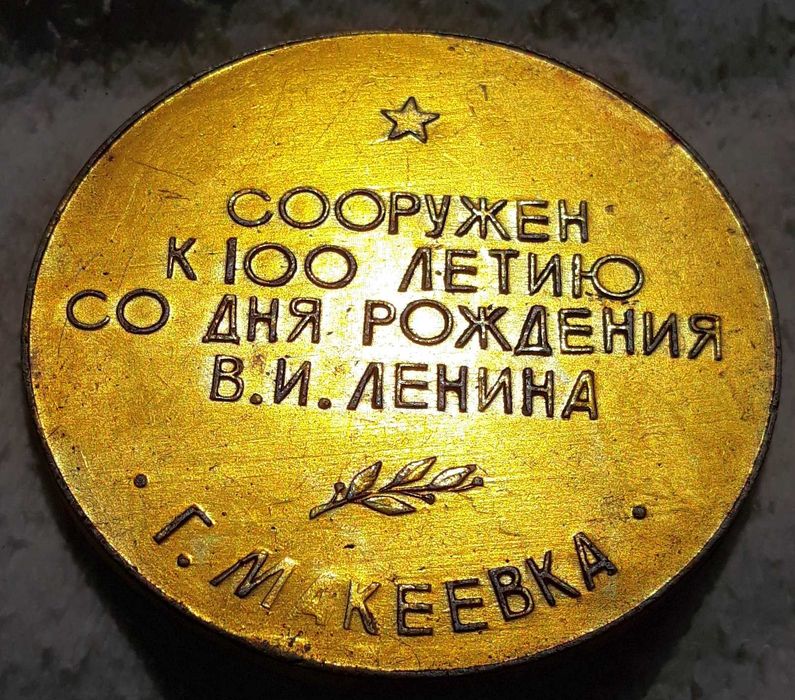 СООРУЖЕН
К 100 ЛЕТИЮ
СО ДНЯ РОЖДЕНИЯ
В.И. ЛЕНИНА
Г. МАКЕЕВКА